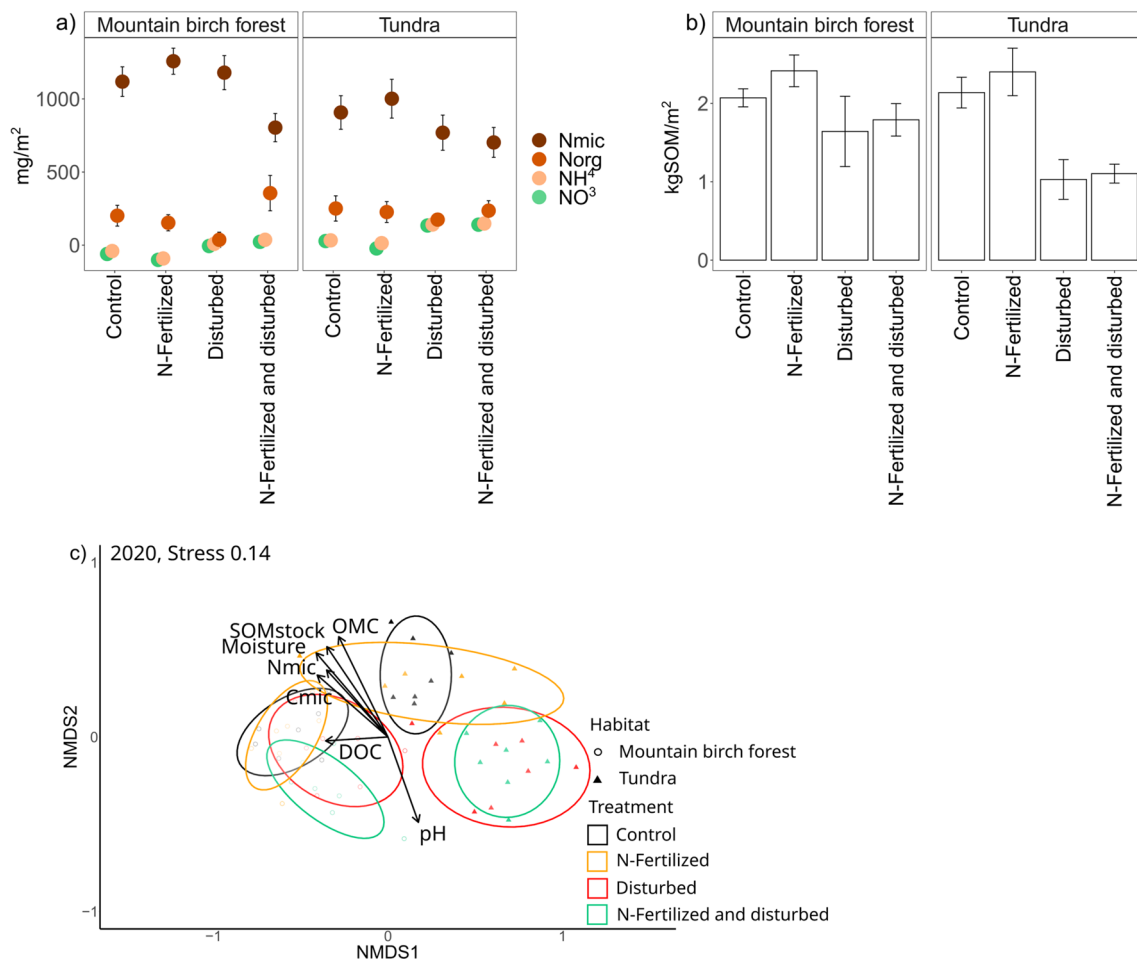 a)
Mountain birch forest
Tundra
mg/m²
1000
500
0
Control
N-Fertilized
Disturbed
N-Fertilized and disturbed
Control
N-Fertilized
Disturbed
N-Fertilized and disturbed
Nmic
Norg
NH⁴
NO³
b)
Mountain birch forest
Tundra
kgSOM/m²
2
1
0
Control
N-Fertilized
Disturbed
N-Fertilized and disturbed
Control
N-Fertilized
Disturbed
N-Fertilized and disturbed
c)
2020, Stress 0.14
NMDS2
1
0
−1
SOMstock
OMC
Moisture
Nmic
Cmic
DOC
pH
−1
0
1
NMDS1
Habitat
Mountain birch forest
Tundra
Treatment
Control
N-Fertilized
Disturbed
N-Fertilized and disturbed